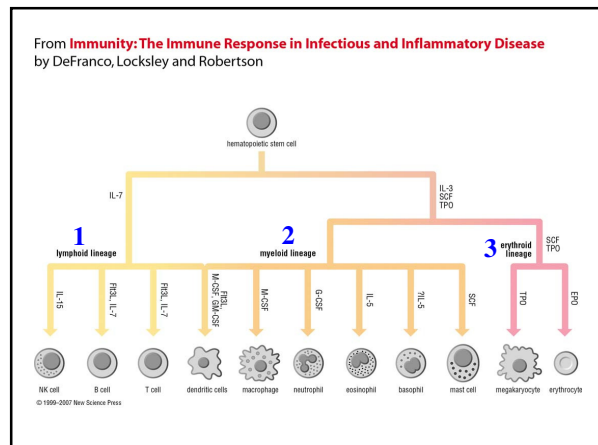 From Immunity: The Immune Response in Infectious and Inflammatory Disease
by DeFranco, Locksley and Robertson
hematopoietic stem cell
IL-7
IL-3
SCF
TPO
1
lymphoid lineage
2
myeloid lineage
3 erythroid
lineage
SCF
TPO
IL-15
Flt3L, IL-7
Flt3L, IL-7
Flt3L
M-CSF, GM-CSF
M-CSF
G-CSF
IL-5
?IL-5
SCF
TPO
EPO
NK cell
B cell
T cell
dendritic cells
macrophage
neutrophil
eosinophil
basophil
mast cell
megakaryocyte
erythrocyte
© 1999–2007 New Science Press